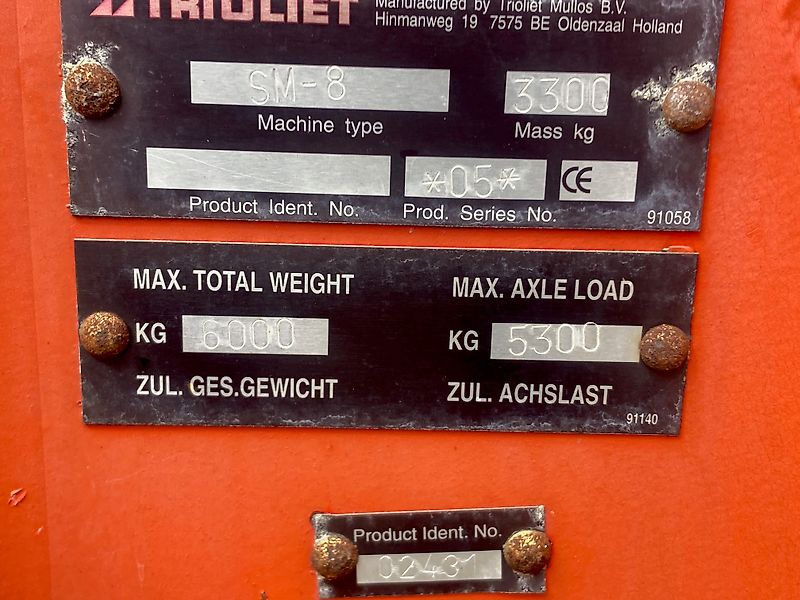 TRIOLIET
Manufactured by Trioliet Mullos B.V.
Hinmanweg 19 7575 BE Oldenzaal Holland
SM-8 3300
Machine type Mass kg
*05* CE
Product Ident. No. Prod. Series No. 91058
MAX. TOTAL WEIGHT MAX. AXLE LOAD
KG 6000 KG 5300
ZUL. GES.GEWICHT ZUL. ACHSLAST
91140
Product Ident. No.
02431